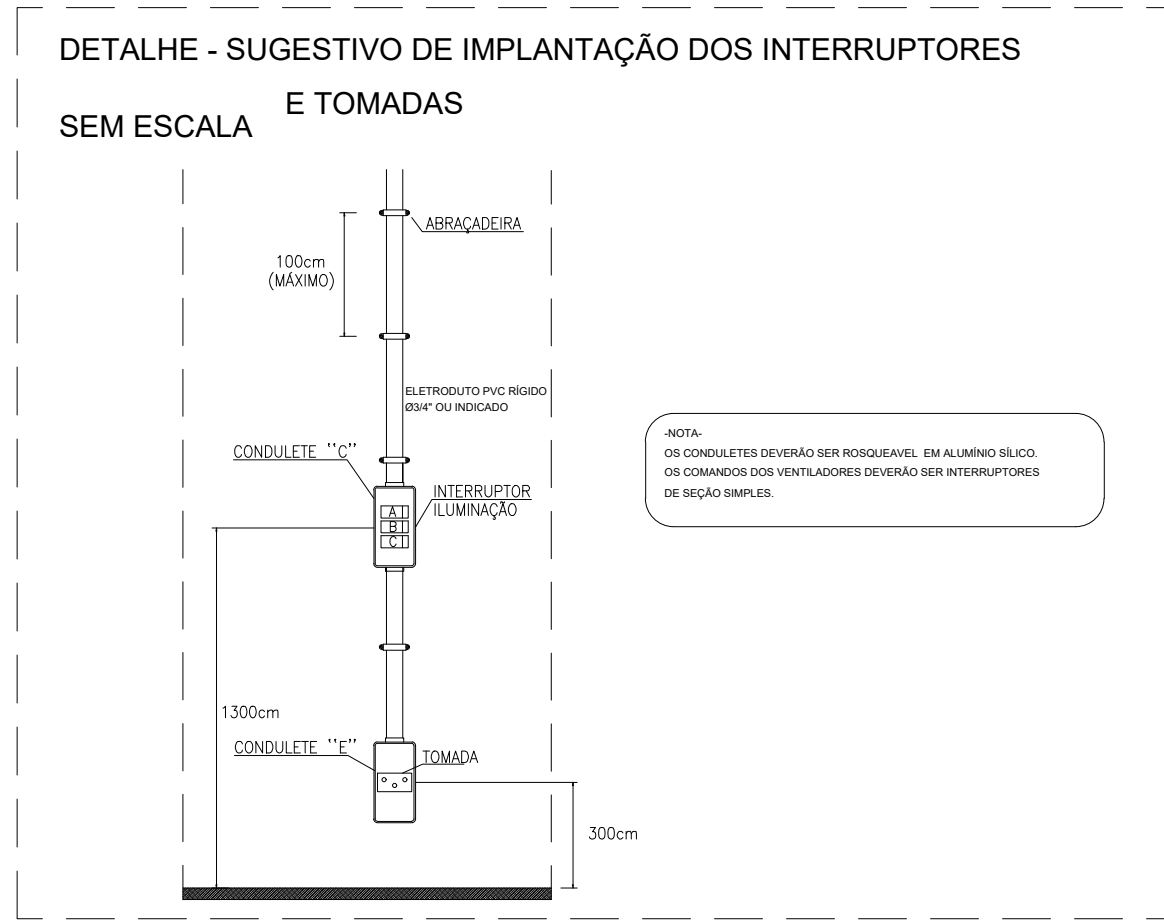 DETALHE - SUGESTIVO DE IMPLANTAÇÃO DOS INTERRUPTORES
E TOMADAS
SEM ESCALA
ABRAÇADEIRA
100cm
(MÁXIMO)
ELETRODUTO PVC RÍGIDO
Ø3/4" OU INDICADO
CONDULETE ''C''
INTERRUPTOR
ILUMINAÇÃO
A
B
C
-NOTA-
OS CONDULETES DEVERÃO SER ROSQUEAVEL EM ALUMÍNIO SÍLICO.
OS COMANDOS DOS VENTILADORES DEVERÃO SER INTERRUPTORES
DE SEÇÃO SIMPLES.
1300cm
CONDULETE ''E''
TOMADA
300cm